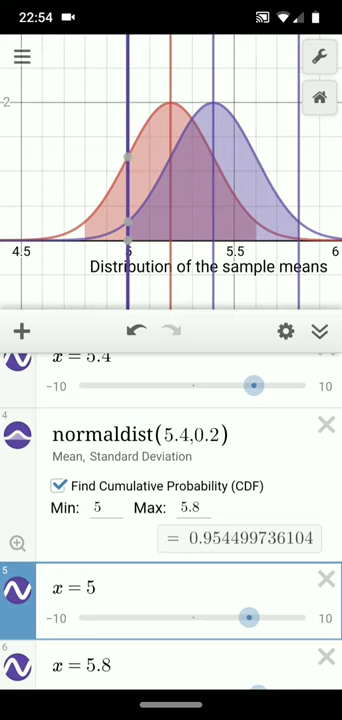 22:54
2
4.5
5
5.5
6
Distribution of the sample means
x = 5.4
−10
10
4
normaldist(5.4,0.2)
Mean, Standard Deviation
Find Cumulative Probability (CDF)
Min: 5 Max: 5.8
= 0.954499736104
5
x = 5
−10
10
6
x = 5.8